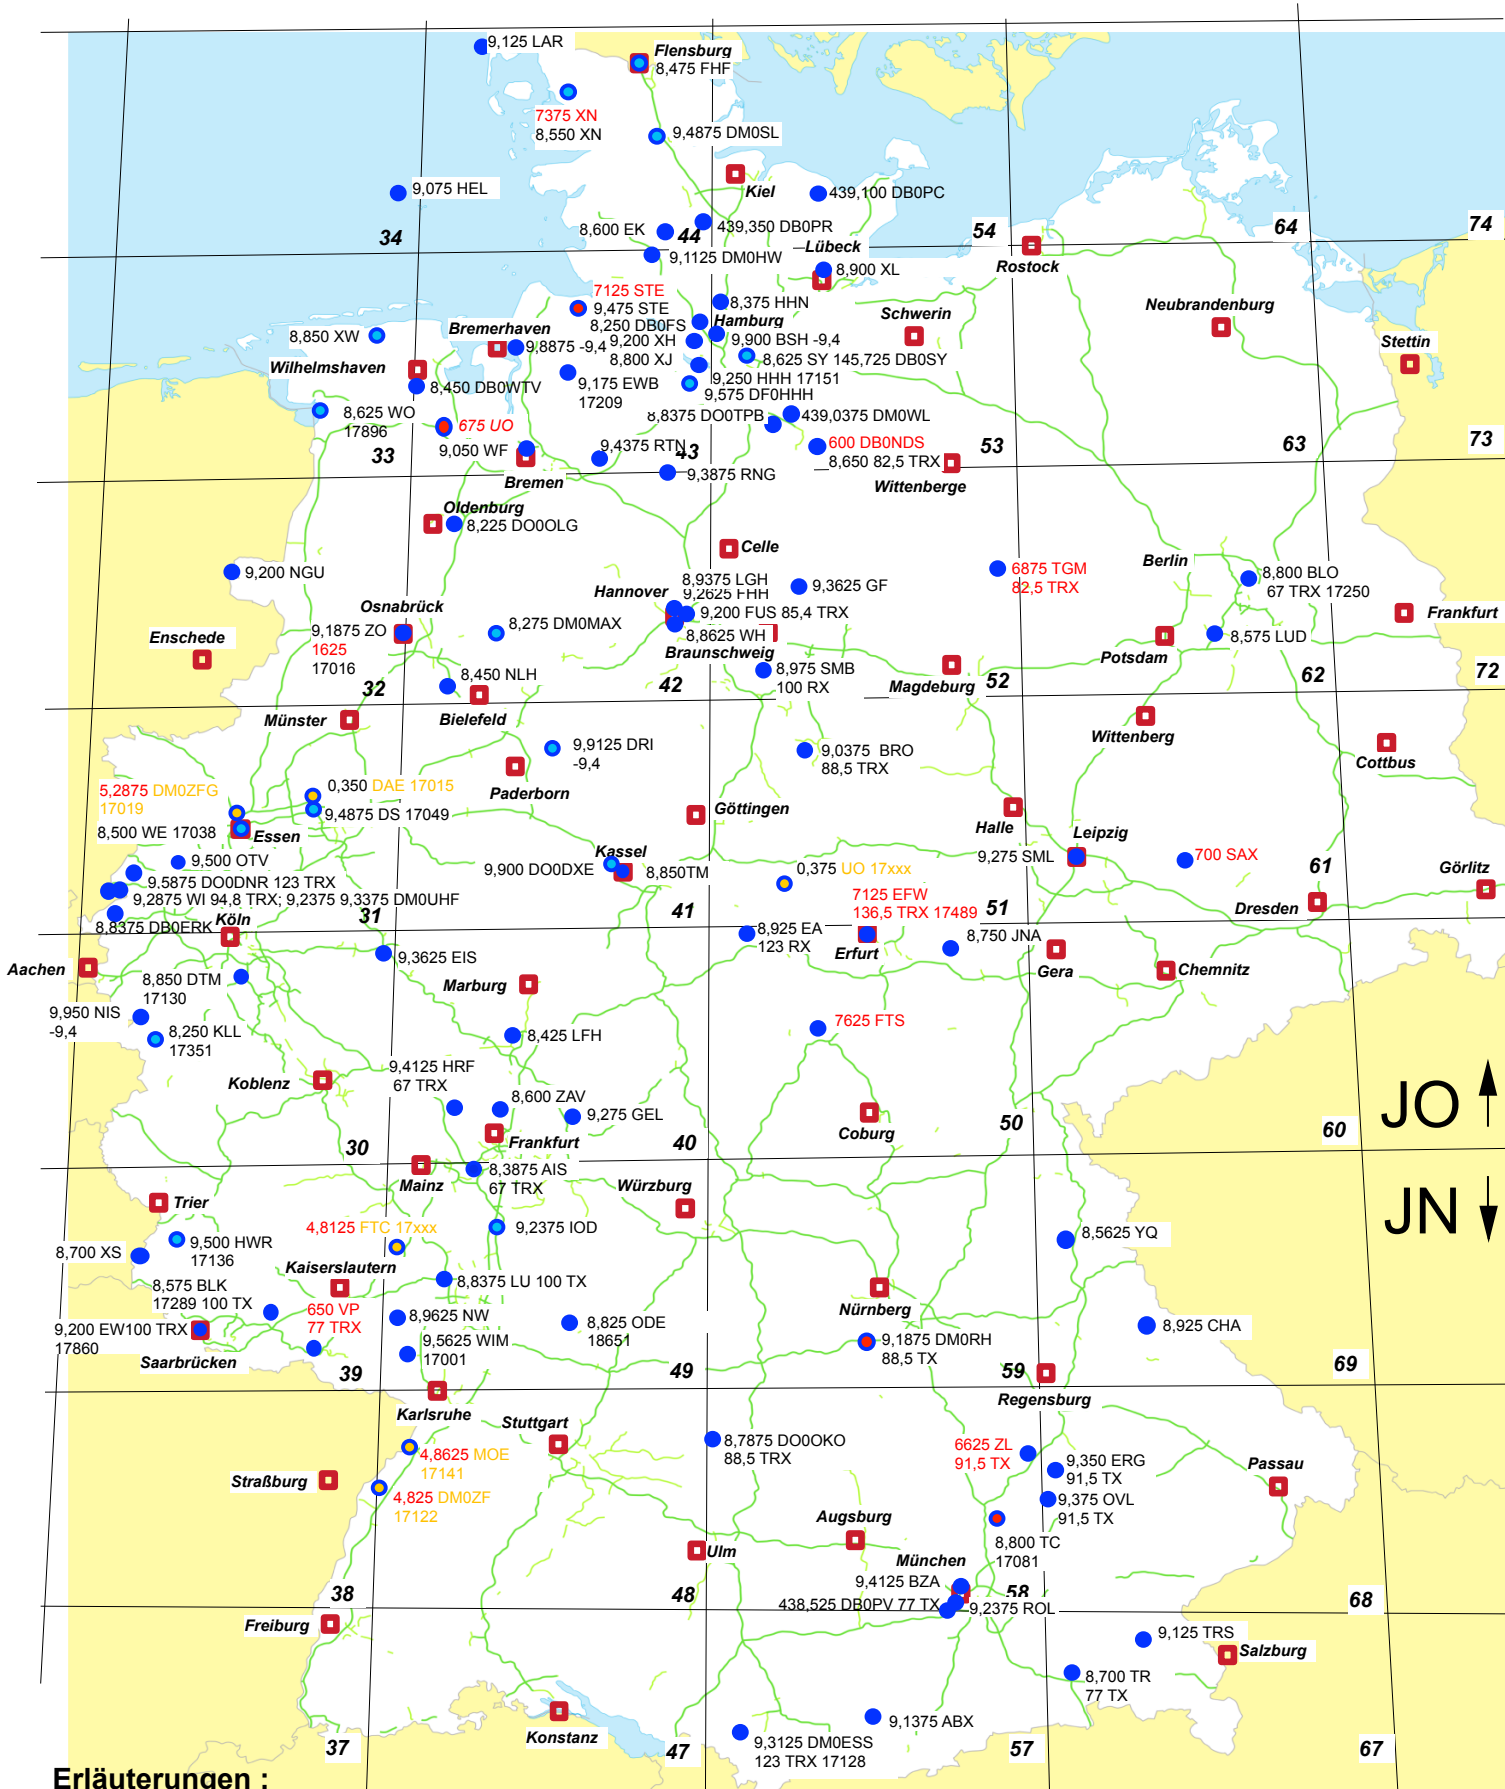 9,125 LAR
Flensburg
8,475 FHF
7375 XN
8,550 XN
9,4875 DM0SL
Kiel
9,075 HEL
439,100 DB0PC
34
8,600 EK
44
439,350 DB0PR
Lübeck
54
64
74
9,1125 DM0HW
8,900 XL
Rostock
7125 STE
9,475 STE
8,375 HHN
8,250 DB0FS
Hamburg
Schwerin
Neubrandenburg
Stettin
8,850 XW
Bremerhaven
9,8875 -9,4
9,200 XH
9,900 BSH -9,4
8,800 XJ
8,625 SY 145,725 DB0SY
Wilhelmshaven
8,450 DB0WTV
9,175 EWB
17209
9,250 HHH 17151
9,575 DF0HHH
8,625 WO
17896
8,8375 DO0TPB
439,0375 DM0WL
675 UO
33
9,050 WF
9,4375 RTN
43
600 DB0NDS
8,650 82,5 TRX
53
63
73
Bremen
9,3875 RNG
Wittenberge
Oldenburg
8,225 DO0OLG
Celle
9,200 NGU
8,9375 LGH
9,2625 FHH
9,3625 GF
6875 TGM
82,5 TRX
Berlin
8,800 BLO
67 TRX 17250
Hannover
9,200 FUS 85,4 TRX
Frankfurt
Osnabrück
9,1875 ZO
1625
17016
Enschede
8,275 DM0MAX
8,8625 WH
Braunschweig
8,575 LUD
Potsdam
8,450 NLH
8,975 SMB
100 RX
Magdeburg
32
42
52
62
72
Münster
Bielefeld
Wittenberg
Cottbus
9,9125 DRI
-9,4
9,0375 BRO
88,5 TRX
Paderborn
5,2875 DM0ZFG
17019
0,350 DAE 17015
9,4875 DS 17049
8,500 WE 17038
Essen
Göttingen
Halle
Leipzig
9,275 SML
700 SAX
9,500 OTV
9,900 DO0DXE
Kassel
8,850TM
0,375 UO 17xxx
61
Görlitz
9,5875 DO0DNR 123 TRX
9,2875 WI 94,8 TRX; 9,2375 9,3375 DM0UHF
7125 EFW
136,5 TRX 17489
8,8375 DB0ERK
Köln
31
41
51
Dresden
8,925 EA
123 RX
Erfurt
8,750 JNA
Gera
Chemnitz
Aachen
9,3625 EIS
8,850 DTM
17130
Marburg
9,950 NIS
-9,4
8,250 KLL
17351
8,425 LFH
7625 FTS
Koblenz
9,4125 HRF
67 TRX
8,600 ZAV
9,275 GEL
Coburg
JO
50
60
30
40
Frankfurt
Mainz
8,3875 AIS
67 TRX
Trier
Würzburg
JN
4,8125 FTC 17xxx
9,2375 IOD
8,5625 YQ
9,500 HWR
17136
8,700 XS
Kaiserslautern
8,575 BLK
17289 100 TX
8,8375 LU 100 TX
650 VP
77 TRX
8,9625 NW
8,825 ODE
18651
Nürnberg
8,925 CHA
9,200 EW100 TRX
17860
Saarbrücken
9,5625 WIM
17001
9,1875 DM0RH
88,5 TX
39
49
59
69
Karlsruhe
Regensburg
Stuttgart
8,7875 DO0OKO
88,5 TRX
4,8625 MOE
17141
6625 ZL
91,5 TX
9,350 ERG
91,5 TX
Passau
Straßburg
4,825 DM0ZF
17122
9,375 OVL
91,5 TX
Augsburg
8,800 TC
17081
Ulm
München
9,4125 BZA
38
48
58
68
438,525 DB0PV 77 TX
9,2375 ROL
Freiburg
9,125 TRS
Salzburg
8,700 TR
77 TX
Konstanz
9,1375 ABX
9,3125 DM0ESS
123 TRX 17128
37
47
57
67
Erläuterungen :